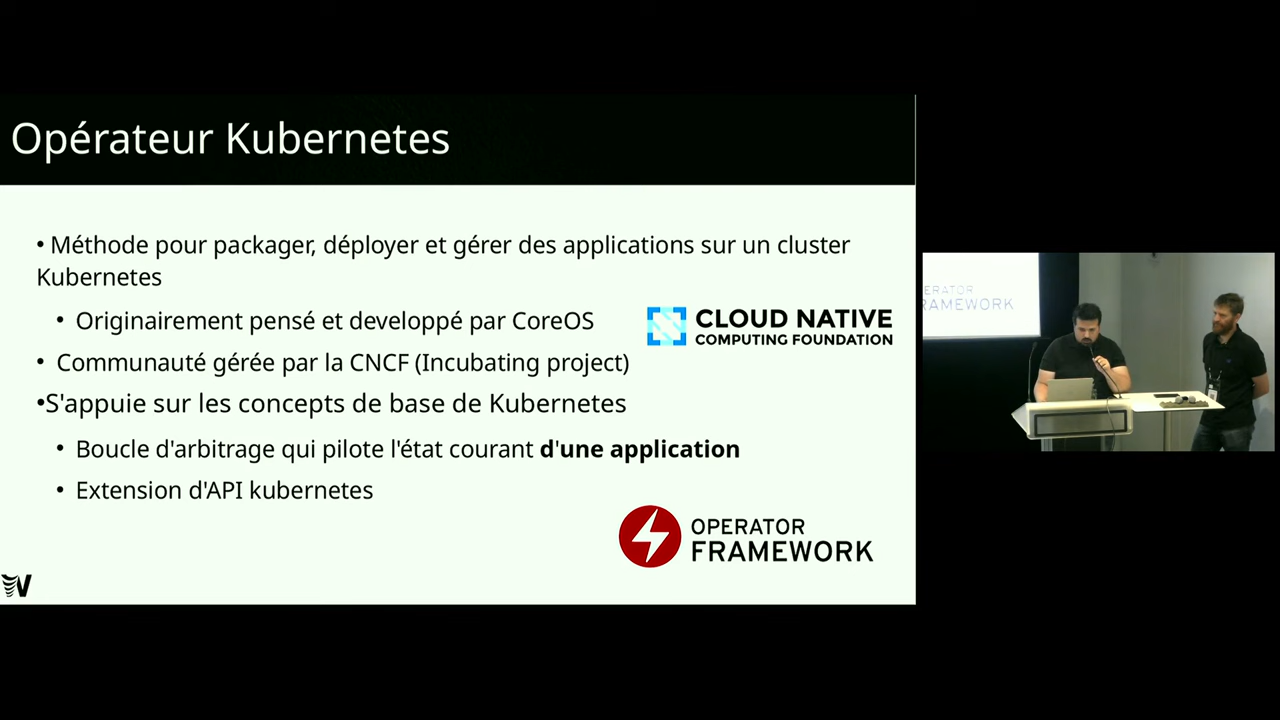 Opérateur Kubernetes
• Méthode pour packager, déployer et gérer des applications sur un cluster
Kubernetes
• Originairement pensé et developpé par CoreOS
CLOUD NATIVE
COMPUTING FOUNDATION
• Communauté gérée par la CNCF (Incubating project)
•S'appuie sur les concepts de base de Kubernetes
• Boucle d'arbitrage qui pilote l'état courant d'une application
• Extension d'API kubernetes
OPERATOR
FRAMEWORK
ERATOR
RAMEWORK